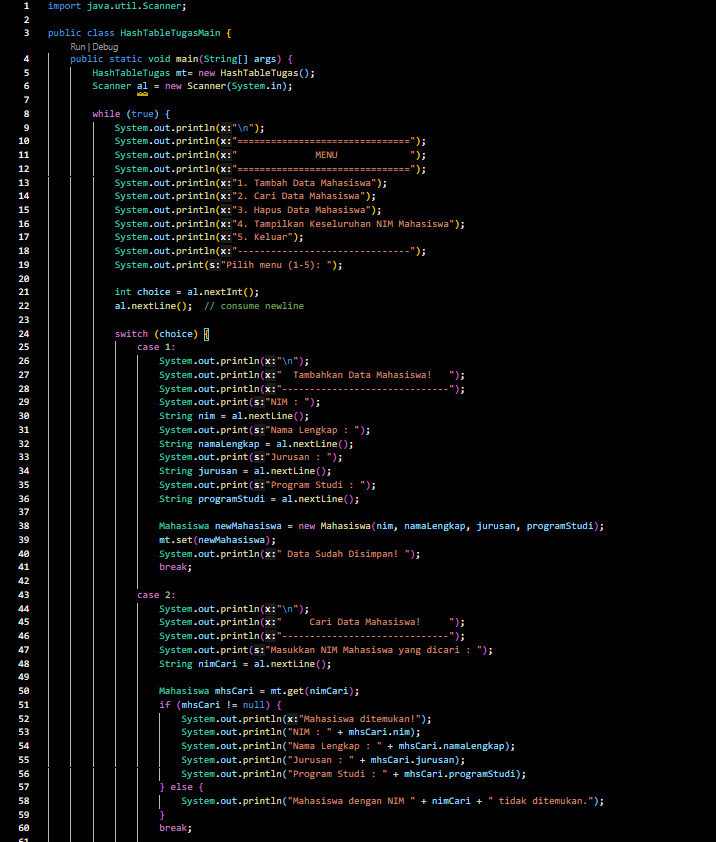 1 import java.util.Scanner;
2
3 public class HashTableTugasMain {
Run | Debug
4 public static void main(String[] args) {
5 HashTableTugas mt= new HashTableTugas();
6 Scanner al = new Scanner(System.in);
7
8 while (true) {
9 System.out.println(x:"\n");
10 System.out.println(x:"===============================");
11 System.out.println(x:"              MENU             ");
12 System.out.println(x:"===============================");
13 System.out.println(x:"1. Tambah Data Mahasiswa");
14 System.out.println(x:"2. Cari Data Mahasiswa");
15 System.out.println(x:"3. Hapus Data Mahasiswa");
16 System.out.println(x:"4. Tampilkan Keseluruhan NIM Mahasiswa");
17 System.out.println(x:"5. Keluar");
18 System.out.println(x:"-------------------------------");
19 System.out.print(s:"Pilih menu (1-5): ");
20
21 int choice = al.nextInt();
22 al.nextLine();  // consume newline
23
24 switch (choice) {
25 case 1:
26 System.out.println(x:"\n");
27 System.out.println(x:"  Tambahkan Data Mahasiswa!   ");
28 System.out.println(x:"------------------------------");
29 System.out.print(s:"NIM : ");
30 String nim = al.nextLine();
31 System.out.print(s:"Nama Lengkap : ");
32 String namaLengkap = al.nextLine();
33 System.out.print(s:"Jurusan : ");
34 String jurusan = al.nextLine();
35 System.out.print(s:"Program Studi : ");
36 String programStudi = al.nextLine();
37
38 Mahasiswa newMahasiswa = new Mahasiswa(nim, namaLengkap, jurusan, programStudi);
39 mt.set(newMahasiswa);
40 System.out.println(x:" Data Sudah Disimpan! ");
41 break;
42
43 case 2:
44 System.out.println(x:"\n");
45 System.out.println(x:"     Cari Data Mahasiswa!     ");
46 System.out.println(x:"------------------------------");
47 System.out.print(s:"Masukkan NIM Mahasiswa yang dicari : ");
48 String nimCari = al.nextLine();
49
50 Mahasiswa mhsCari = mt.get(nimCari);
51 if (mhsCari != null) {
52 System.out.println(x:"Mahasiswa ditemukan!");
53 System.out.println("NIM : " + mhsCari.nim);
54 System.out.println("Nama Lengkap : " + mhsCari.namaLengkap);
55 System.out.println("Jurusan : " + mhsCari.jurusan);
56 System.out.println("Program Studi : " + mhsCari.programStudi);
57 } else {
58 System.out.println("Mahasiswa dengan NIM " + nimCari + " tidak ditemukan.");
59 }
60 break;
61